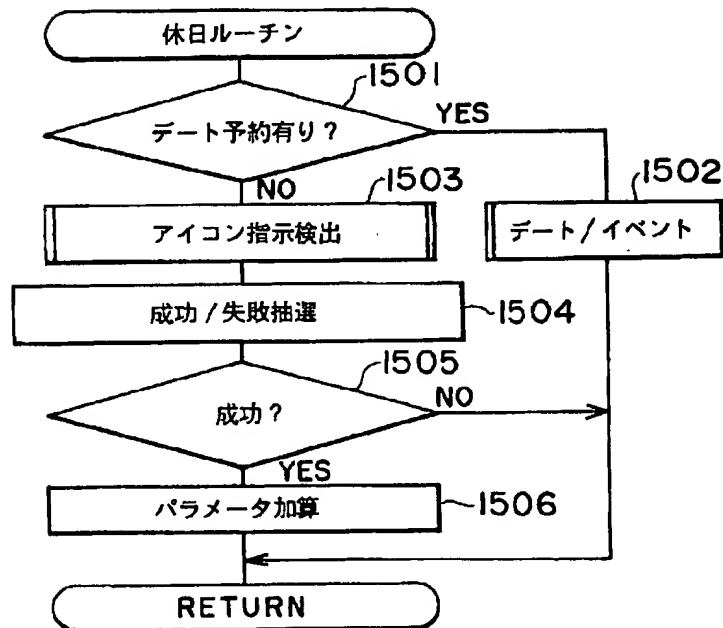 休日ルーチン
1501
デート予約有り?
YES
NO
1503
1502
アイコン指示検出
デート/イベント
成功/失敗抽選
1504
1505
成功?
NO
YES
パラメータ加算
1506
RETURN